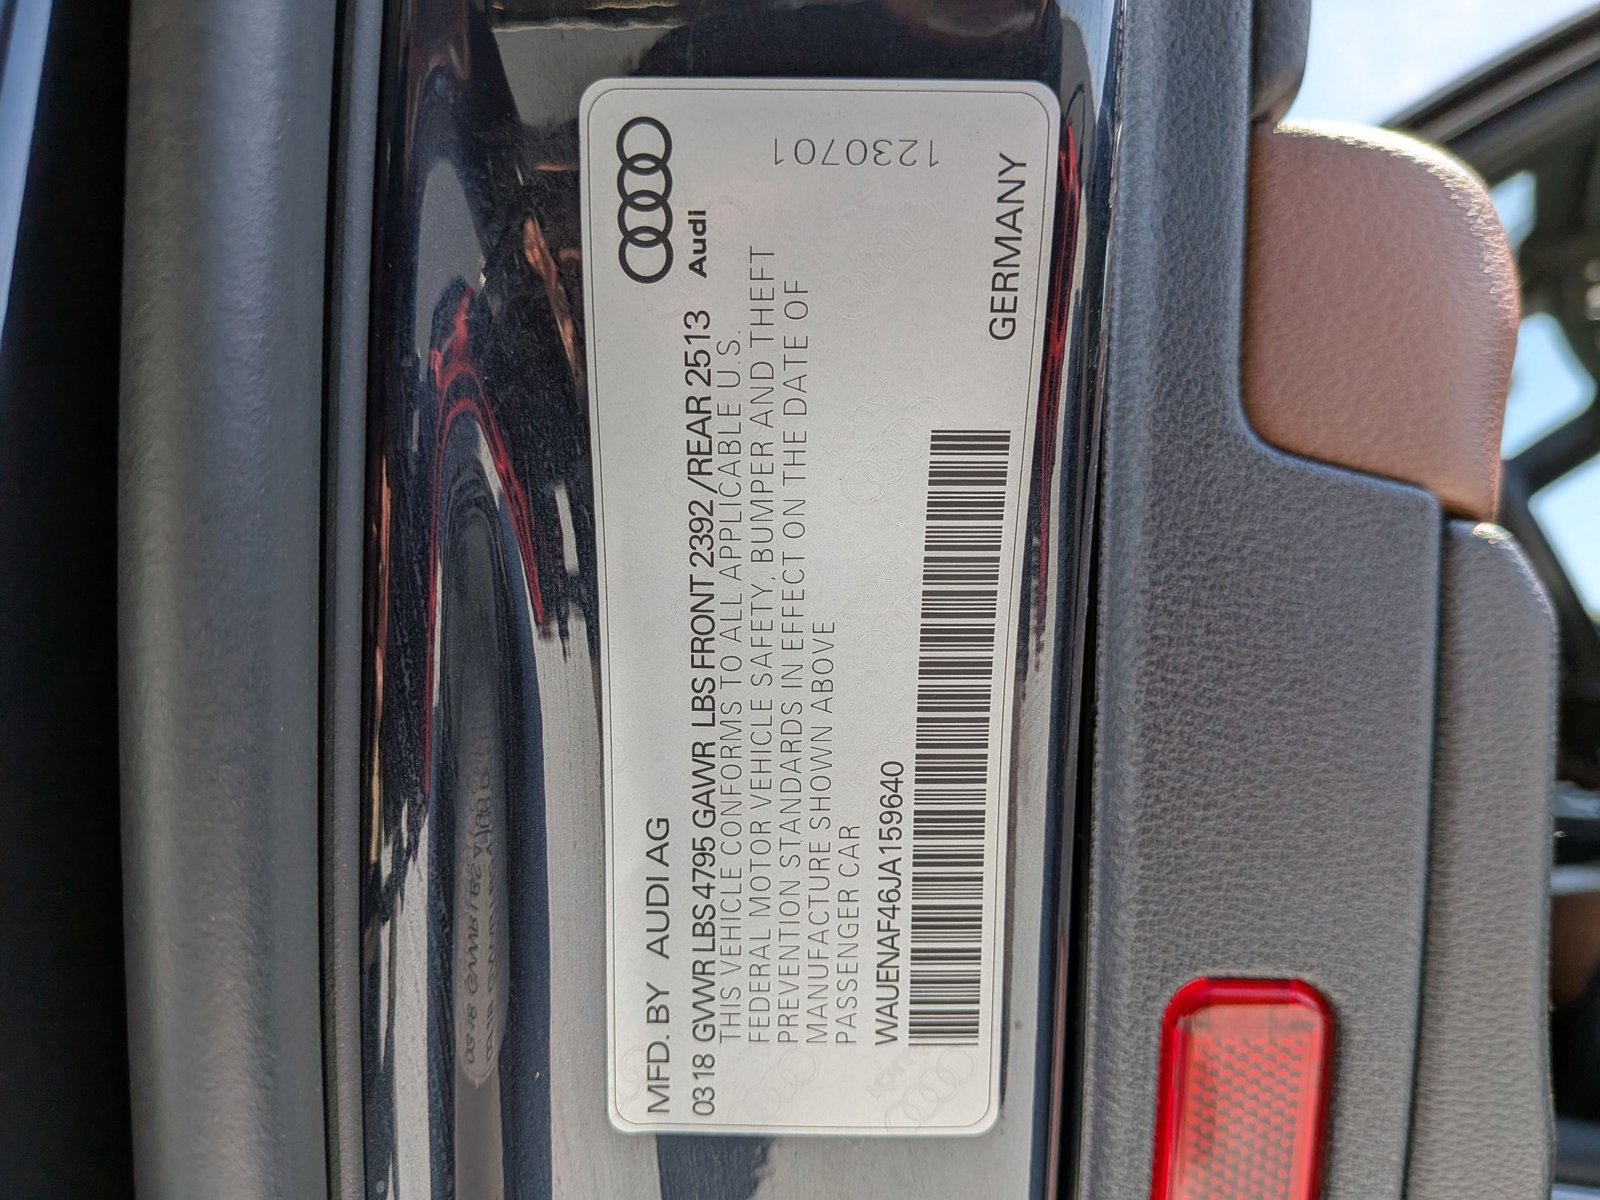 Audi
MFD. BY AUDI AG
0318 GVWR LBS 4795 GAWR LBS FRONT 2392/REAR 2513
THIS VEHICLE CONFORMS TO ALL APPLICABLE U.S.
FEDERAL MOTOR VEHICLE SAFETY, BUMPER AND THEFT
PREVENTION STANDARDS IN EFFECT ON THE DATE OF
MANUFACTURE SHOWN ABOVE
PASSENGER CAR
WAUENAF46JA159640
GERMANY
1230701